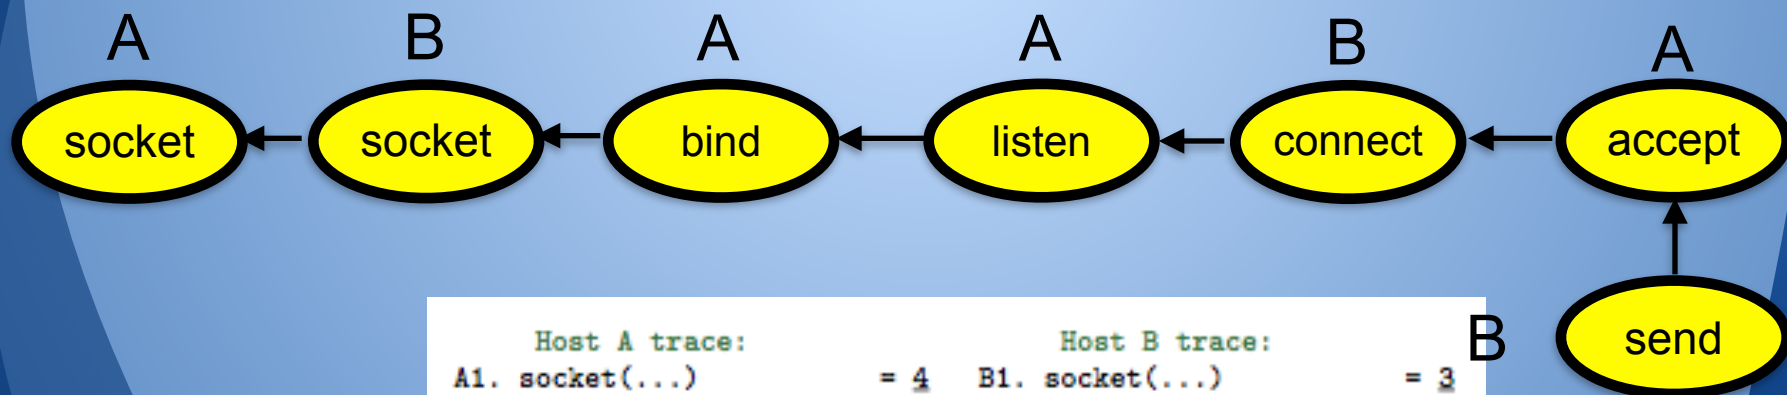 A B A A B A
socket socket bind listen connect accept
B send
Host A trace: Host B trace:
A1. socket(...) = 4 B1. socket(...) = 3